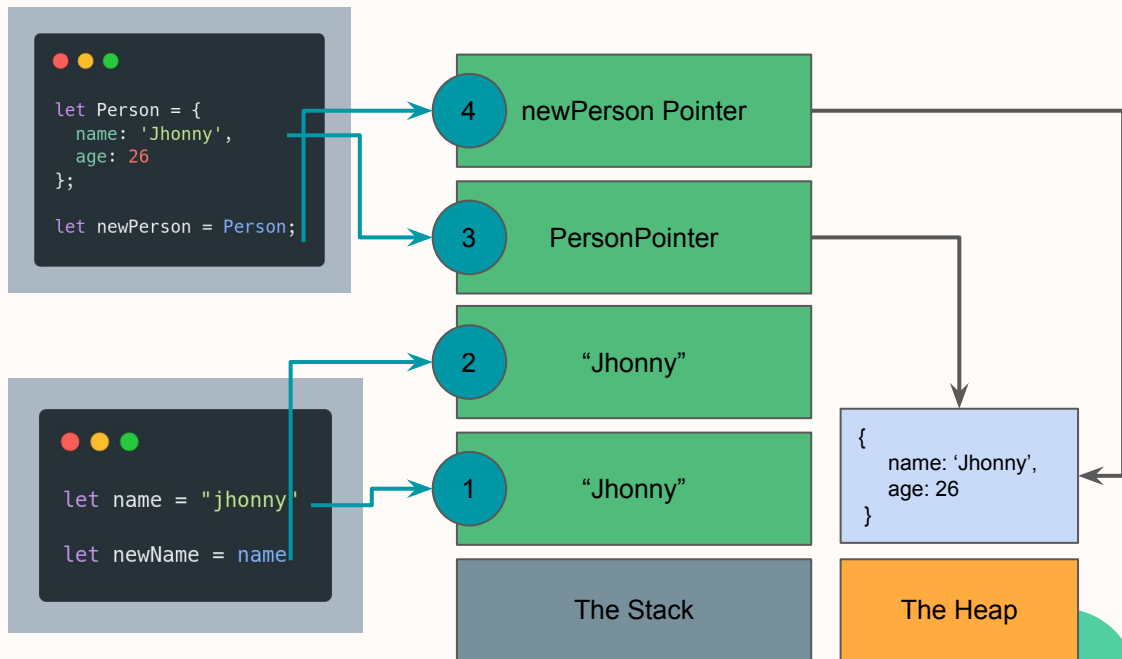 let Person = {
  name: 'Jhonny',
  age: 26
};
let newPerson = Person;
4 newPerson Pointer
3 PersonPointer
2 “Jhonny”
let name = "jhonny"
let newName = name
1 “Jhonny”
{
name: ‘Jhonny’,
age: 26
}
The Stack
The Heap